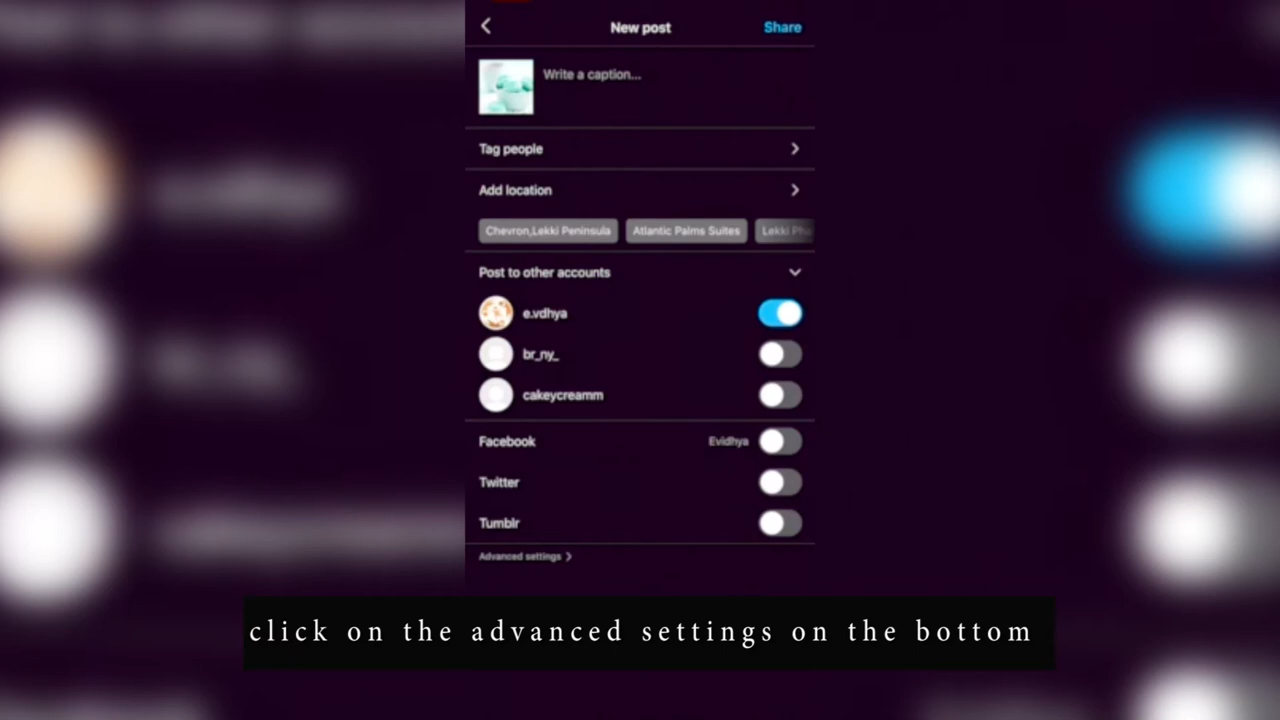 New post
Share
Write a caption...
Tag people
Add location
Chevron,Lekki Peninsula
Atlantic Palms Suites
Lekki
Post to other accounts
e.vdhya
br_ny_
cakeycreamm
Facebook
Evidhya
Twitter
Tumblr
Advanced settings
click on the advanced settings on the bottom